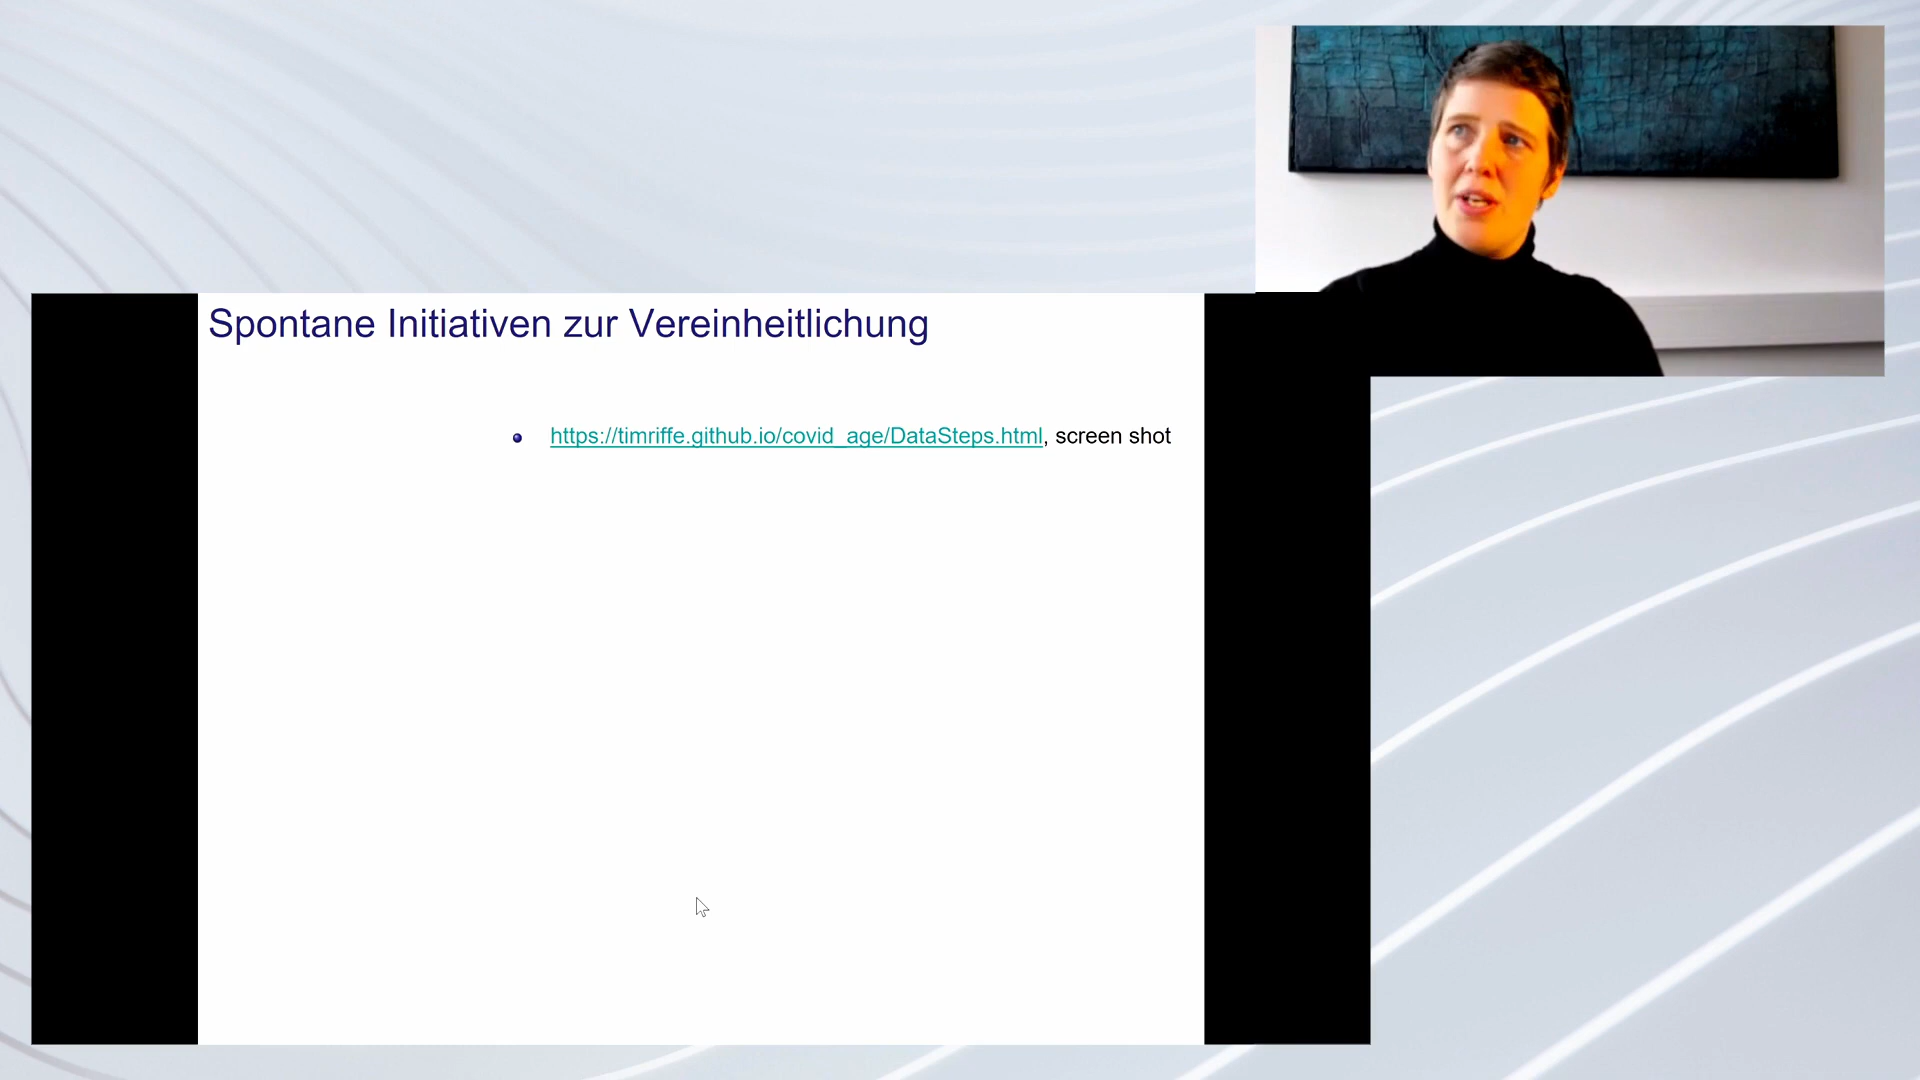 Spontane Initiativen zur Vereinheitlichung
https://timriffe.github.io/covid_age/DataSteps.html, screen shot